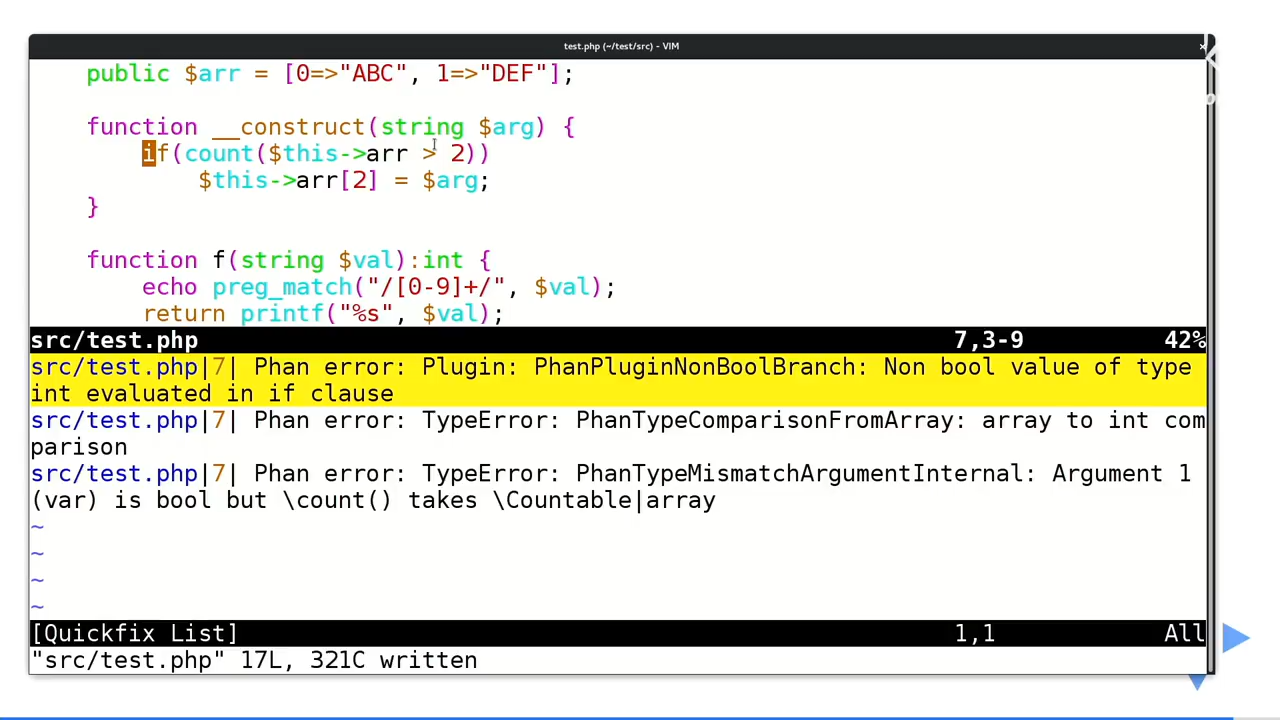 test.php (~/test/src) - VIM
    public $arr = [0=>"ABC", 1=>"DEF"];
    function __construct(string $arg) {
        if(count($this->arr > 2))
            $this->arr[2] = $arg;
    }
    function f(string $val):int {
        echo preg_match("/[0-9]+/", $val);
        return printf("%s", $val);
src/test.php 7,3-9 42%
src/test.php|7| Phan error: Plugin: PhanPluginNonBoolBranch: Non bool value of type
int evaluated in if clause
src/test.php|7| Phan error: TypeError: PhanTypeComparisonFromArray: array to int com
parison
src/test.php|7| Phan error: TypeError: PhanTypeMismatchArgumentInternal: Argument 1
(var) is bool but \count() takes \Countable|array
~
~
~
~
[Quickfix List] 1,1 All
"src/test.php" 17L, 321C written